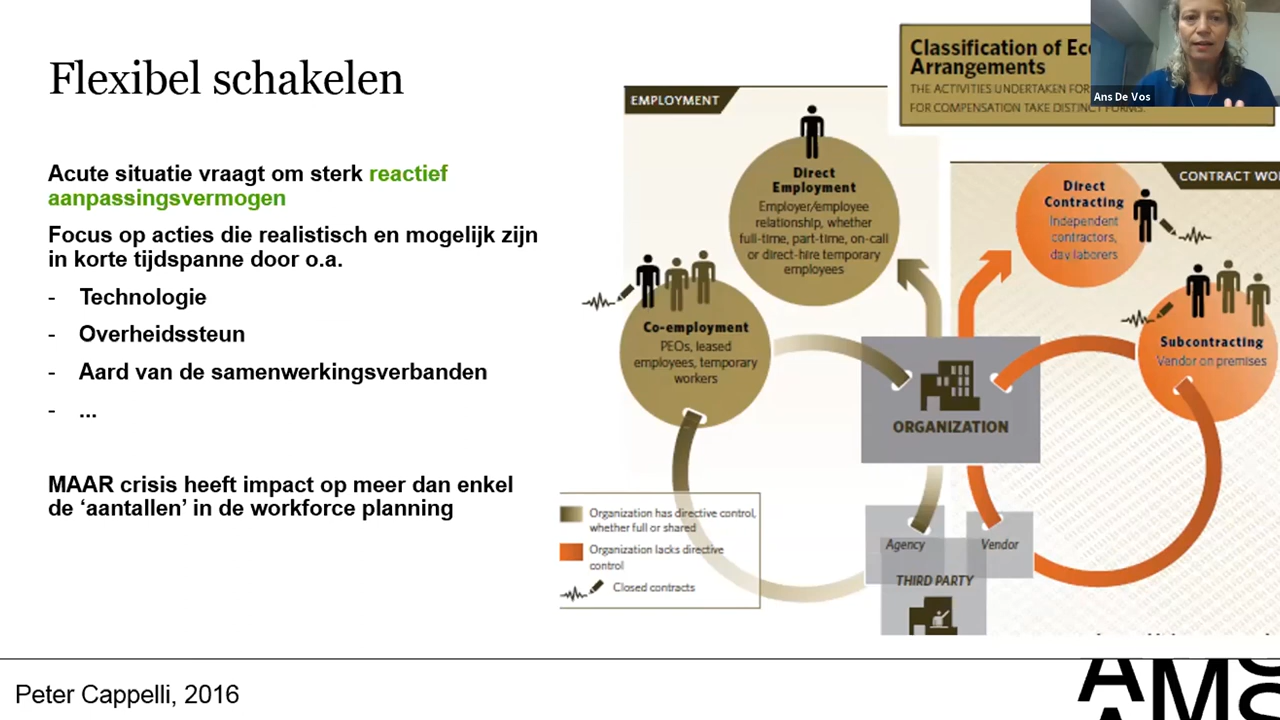 Flexibel schakelen
Acute situatie vraagt om sterk reactief
aanpassingsvermogen
Focus op acties die realistisch en mogelijk zijn
in korte tijdspanne door o.a.
- Technologie
- Overheidssteun
- Aard van de samenwerkingsverbanden
- ...
MAAR crisis heeft impact op meer dan enkel
de ‘aantallen’ in de workforce planning
Classification of
Arrangements
THE ACTIVITIES UNDERTAKEN FOR
FOR COMPENSATION TAKE DISTINCT FORMS.
Ans De Vos
EMPLOYMENT
Direct
Employment
Employer/employee
relationship, whether
full-time, part-time, on-call
or direct-hire temporary
employees
Co-employment
PEOs, leased
employees, temporary
workers
CONTRACT
Direct
Contracting
Independent
contractors,
day laborers
Subcontracting
Vendor on premises
ORGANIZATION
Agency
Vendor
THIRD PARTY
Organization has directive control,
whether full or shared
Organization lacks directive
control
Closed contracts
Peter Cappelli, 2016
AMS